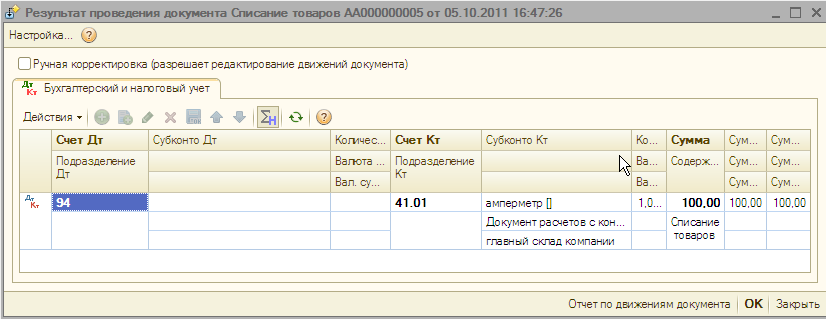 Результат проведения документа Списание товаров АА000000005 от 05.10.2011 16:47:26
Настройка...
Ручная корректировка (разрешает редактирование движений документа)
Дт Кт Бухгалтерский и налоговый учет
Действия
Счет Дт Субконто Дт Количес... Счет Кт Субконто Кт Ко... Сумма Сум... Сум...
Подразделение Дт Валюта ... Подразделение Кт Ва... Содерж... Сум... Сум...
Вал. су... Ва... Сум... Сум...
Дт Кт 94 41.01 амперметр [] 1,0... 100,00 100,00 100,00
Документ расчетов с кон... Списание товаров
главный склад компании
Отчет по движениям документа OK Закрыть